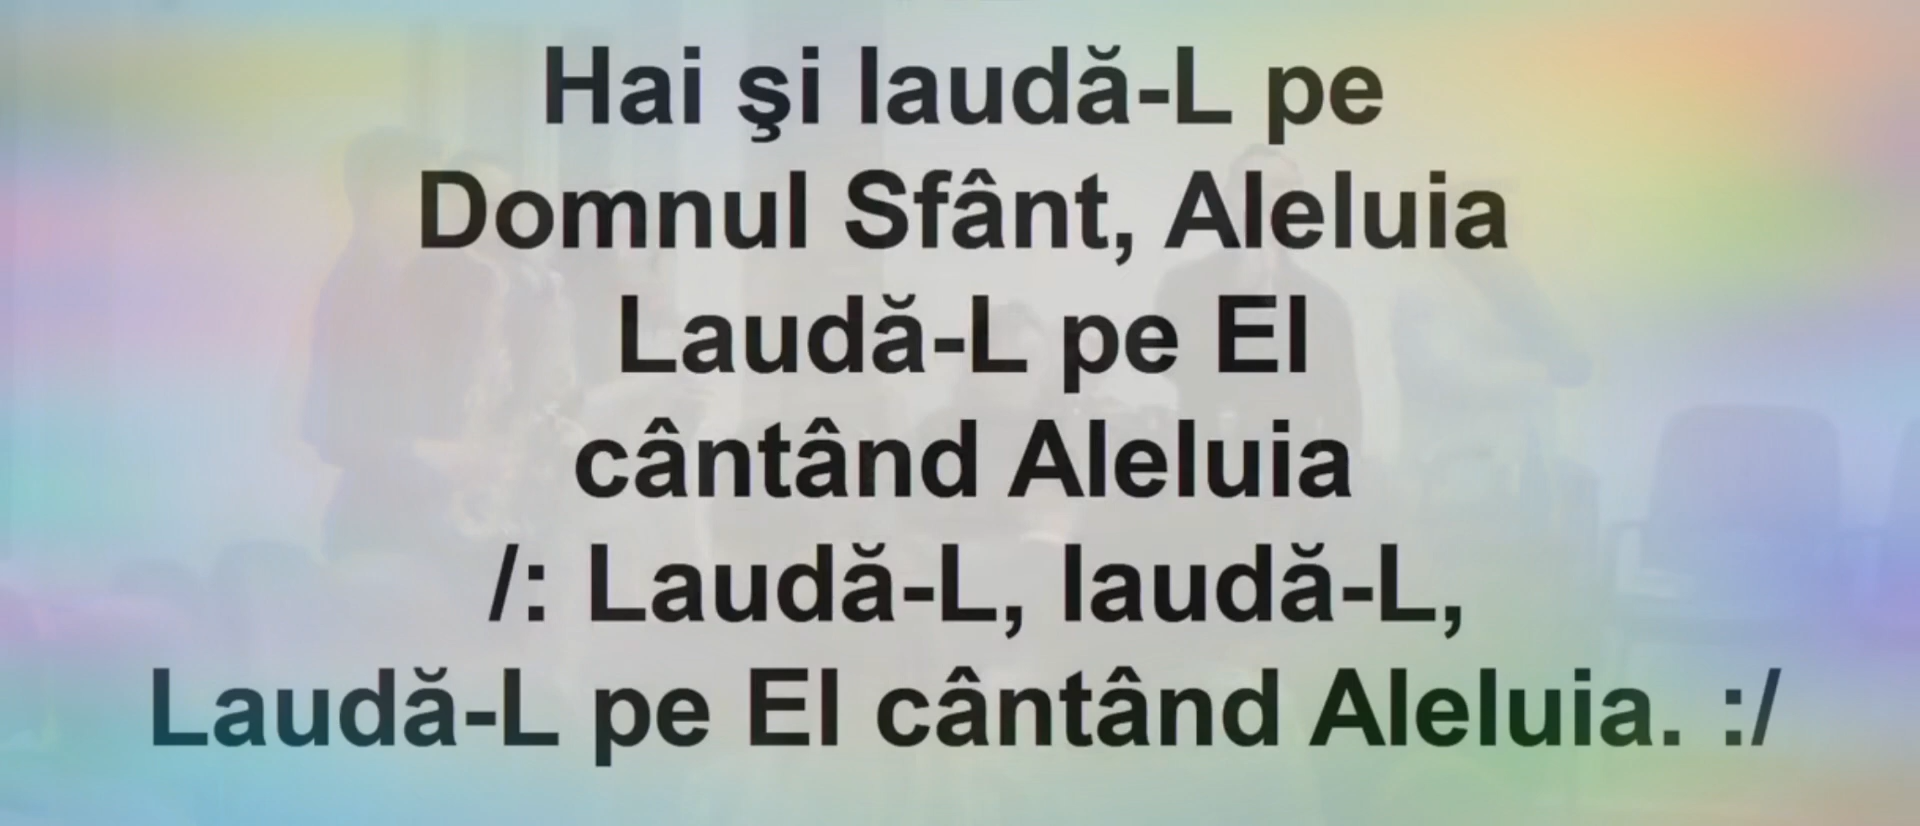 Hai şi laudă-L pe
Domnul Sfânt, Aleluia
Laudă-L pe El
cântând Aleluia
/: Laudă-L, laudă-L,
Laudă-L pe El cântând Aleluia. :/